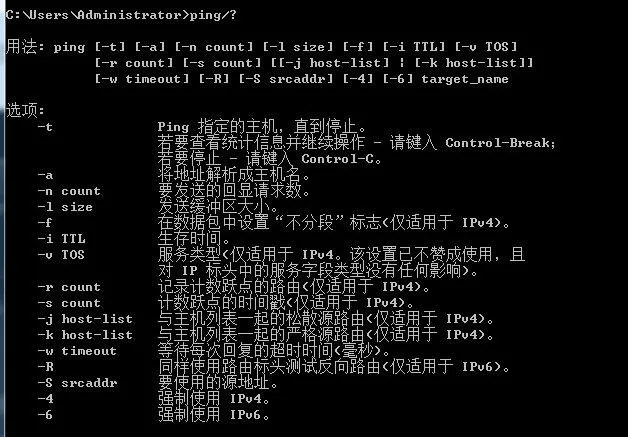 C:\Users\Administrator>ping/?
用法: ping [-t] [-a] [-n count] [-l size] [-f] [-i TTL] [-v TOS]
[-r count] [-s count] [[-j host-list] ¦ [-k host-list]]
[-w timeout] [-R] [-S srcaddr] [-4] [-6] target_name
选项:
-t Ping 指定的主机，直到停止。
若要查看统计信息并继续操作 - 请键入 Control-Break;
若要停止 - 请键入 Control-C。
-a 将地址解析成主机名。
-n count 要发送的回显请求数。
-l size 发送缓冲区大小。
-f 在数据包中设置“不分段”标志(仅适用于 IPv4)。
-i TTL 生存时间。
-v TOS 服务类型(仅适用于 IPv4。该设置已不赞成使用，且
对 IP 标头中的服务字段类型没有任何影响)。
-r count 记录计数跃点的路由(仅适用于 IPv4)。
-s count 计数跃点的时间戳(仅适用于 IPv4)。
-j host-list 与主机列表一起的松散源路由(仅适用于 IPv4)。
-k host-list 与主机列表一起的严格源路由(仅适用于 IPv4)。
-w timeout 等待每次回复的超时时间(毫秒)。
-R 同样使用路由标头测试反向路由(仅适用于 IPv6)。
-S srcaddr 要使用的源地址。
-4 强制使用 IPv4。
-6 强制使用 IPv6。